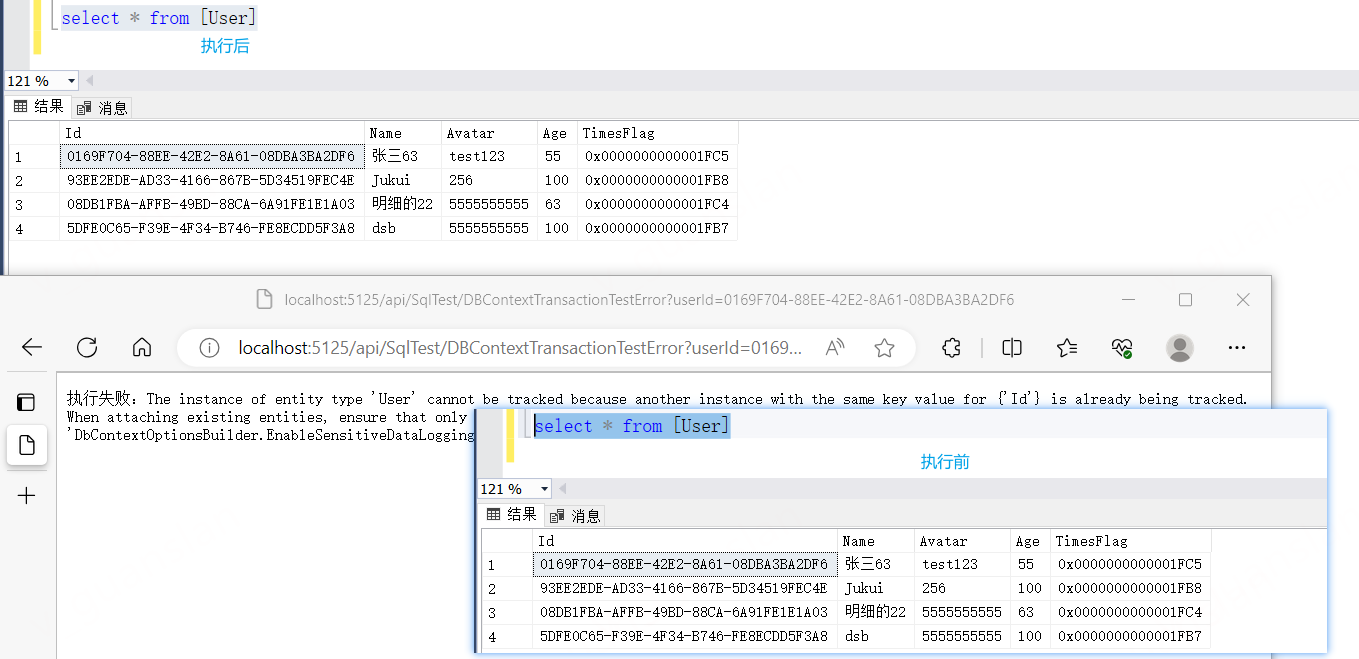 select * from [User]
执行后
121 %
结果 消息
Id Name Avatar Age TimesFlag
1 0169F704-88EE-42E2-8A61-08DBA3BA2DF6 张三63 test123 55 0x0000000000001FC5
2 93EE2EDE-AD33-4166-867B-5D34519FEC4E Jukui 256 100 0x0000000000001FB8
3 08DB1FBA-AFFB-49BD-88CA-6A91FE1E1A03 明细的22 5555555555 63 0x0000000000001FC4
4 5DFE0C65-F39E-4F34-B746-FE8ECDD5F3A8 dsb 5555555555 100 0x0000000000001FB7
localhost:5125/api/SqlTest/DBContextTransactionTestError?userId=0169F704-88EE-42E2-8A61-08DBA3BA2DF6
localhost:5125/api/SqlTest/DBContextTransactionTestError?userId=0169...
执行失败：The instance of entity type 'User' cannot be tracked because another instance with the same key value for {'Id'} is already being tracked.
When attaching existing entities, ensure that only
'DbContextOptionsBuilder.EnableSensitiveDataLogging
select * from [User]
执行前
121 %
结果 消息
Id Name Avatar Age TimesFlag
1 0169F704-88EE-42E2-8A61-08DBA3BA2DF6 张三63 test123 55 0x0000000000001FC5
2 93EE2EDE-AD33-4166-867B-5D34519FEC4E Jukui 256 100 0x0000000000001FB8
3 08DB1FBA-AFFB-49BD-88CA-6A91FE1E1A03 明细的22 5555555555 63 0x0000000000001FC4
4 5DFE0C65-F39E-4F34-B746-FE8ECDD5F3A8 dsb 5555555555 100 0x0000000000001FB7